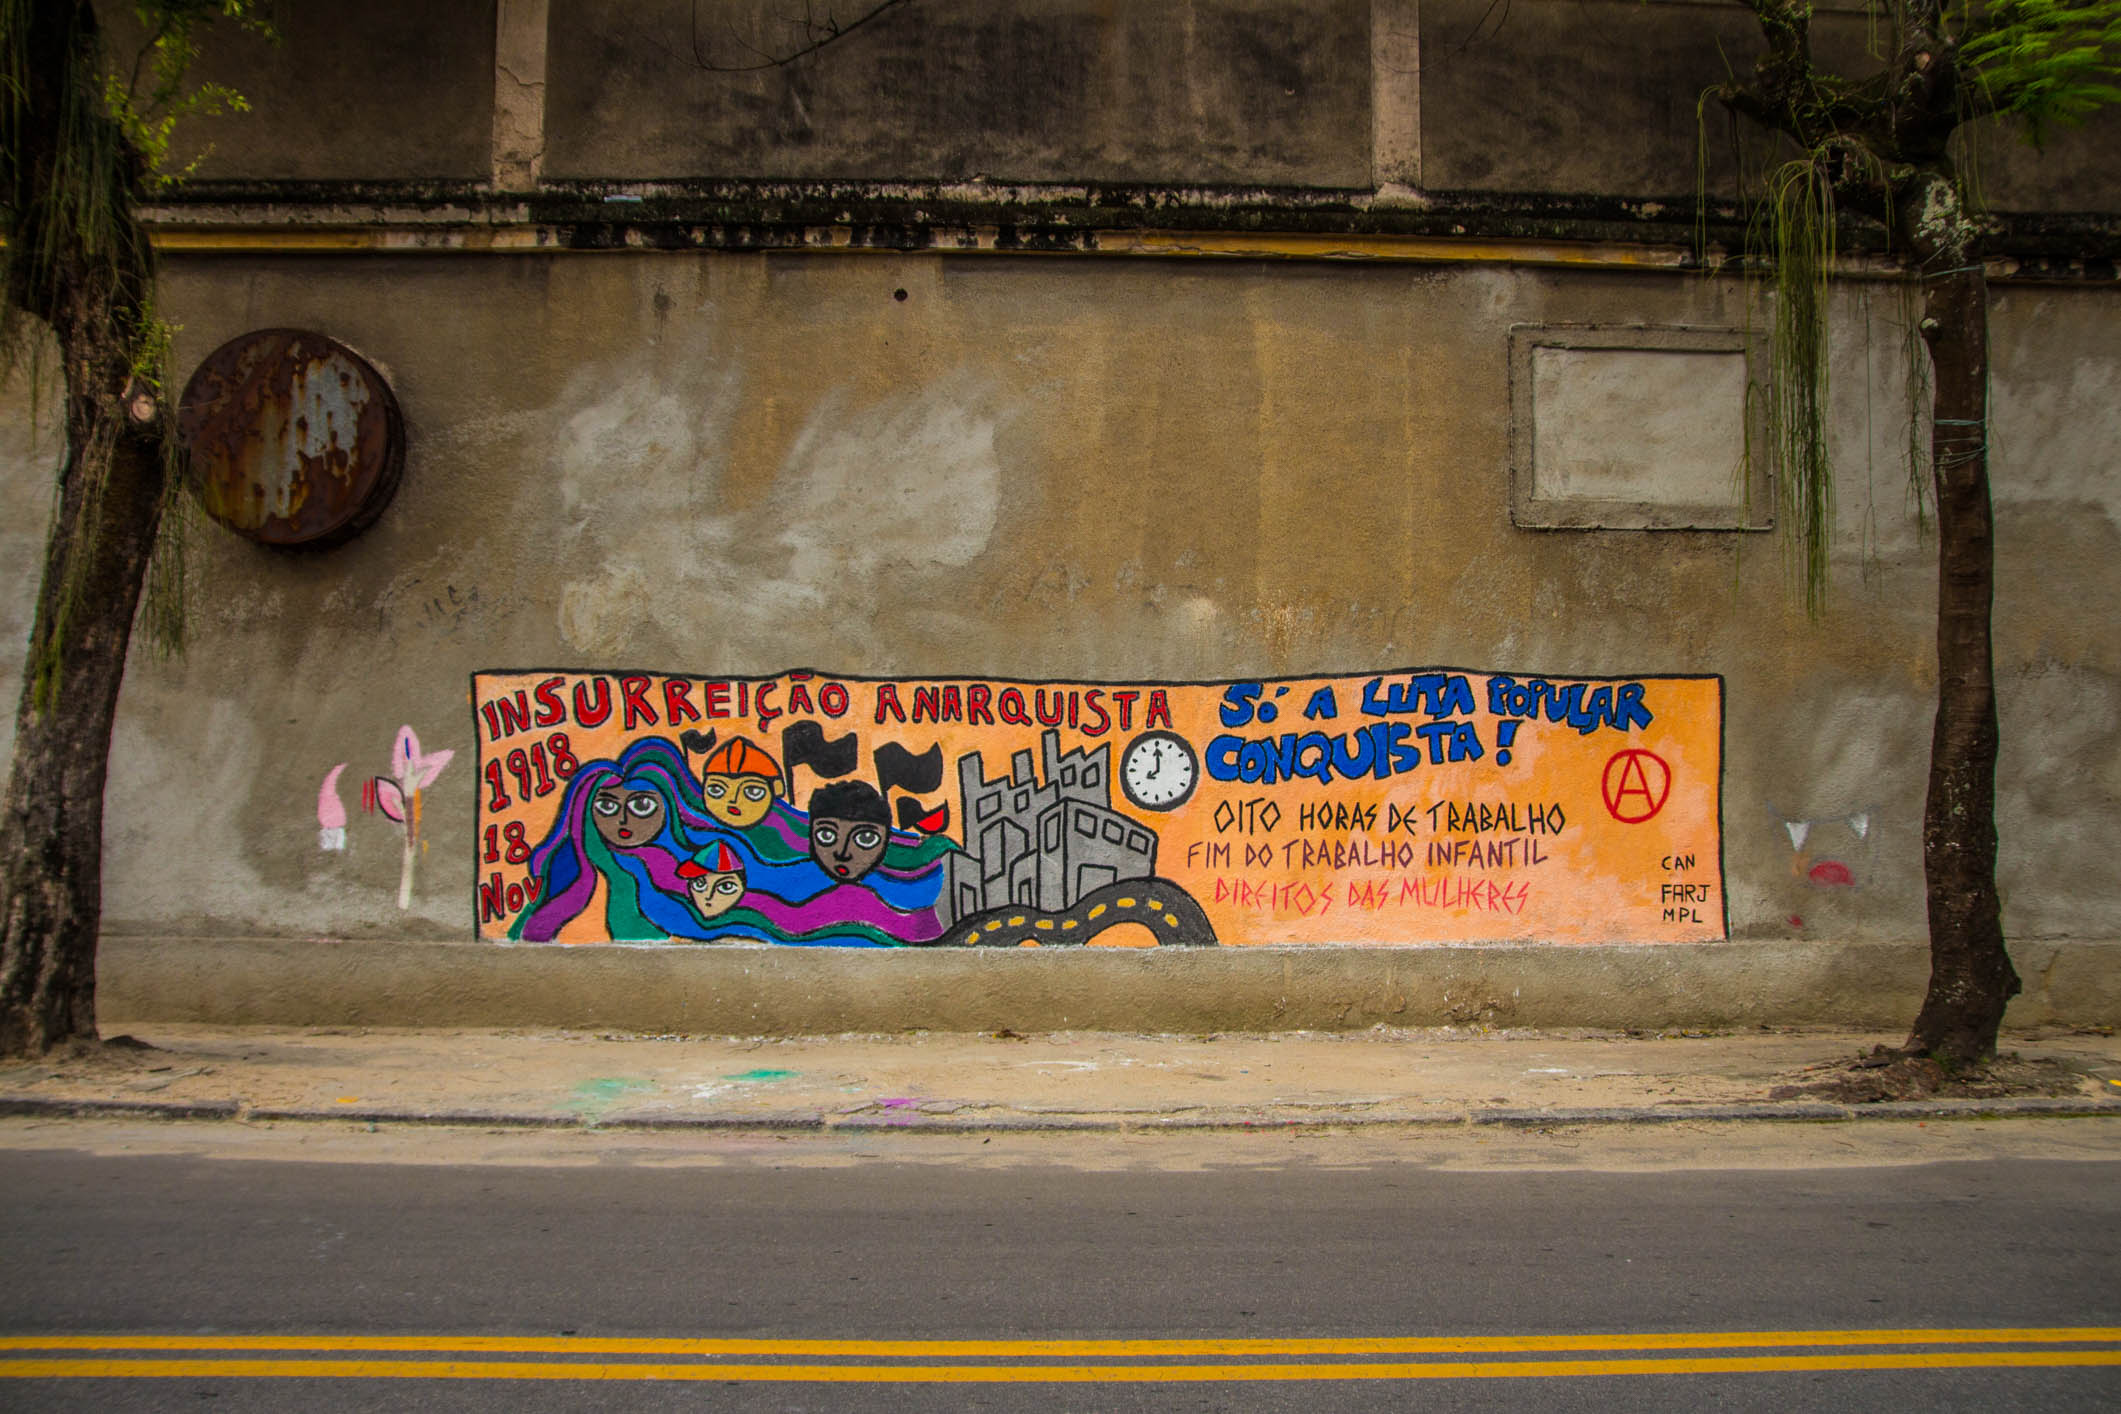 INSURREIÇÃO ANARQUISTA
1918
18
NOV
SÓ A LUTA POPULAR
CONQUISTA!
OITO HORAS DE TRABALHO
FIM DO TRABALHO INFANTIL
DIREITOS DAS MULHERES
A
CAN
FARJ
MPL